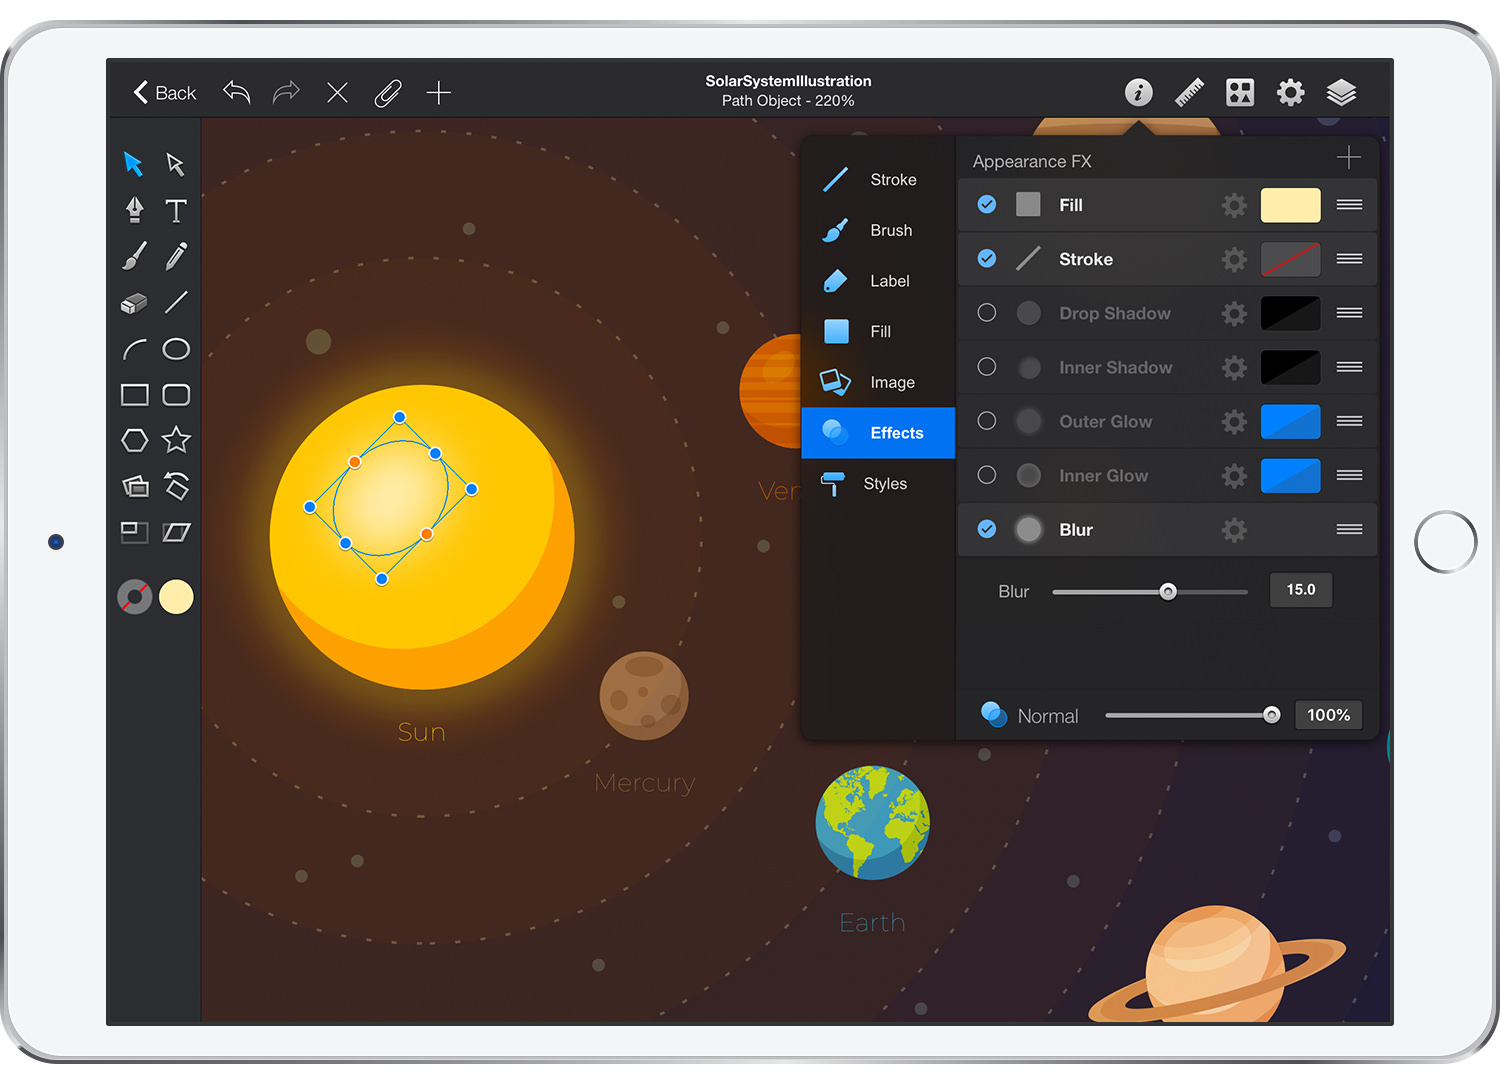 Back
SolarSystemIllustration
Path Object - 220%
Stroke
Brush
Label
Fill
Image
Effects
Styles
Appearance FX
Fill
Stroke
Drop Shadow
Inner Shadow
Outer Glow
Inner Glow
Blur
Blur
15.0
Normal
100%
Sun
Mercury
Ven
Earth